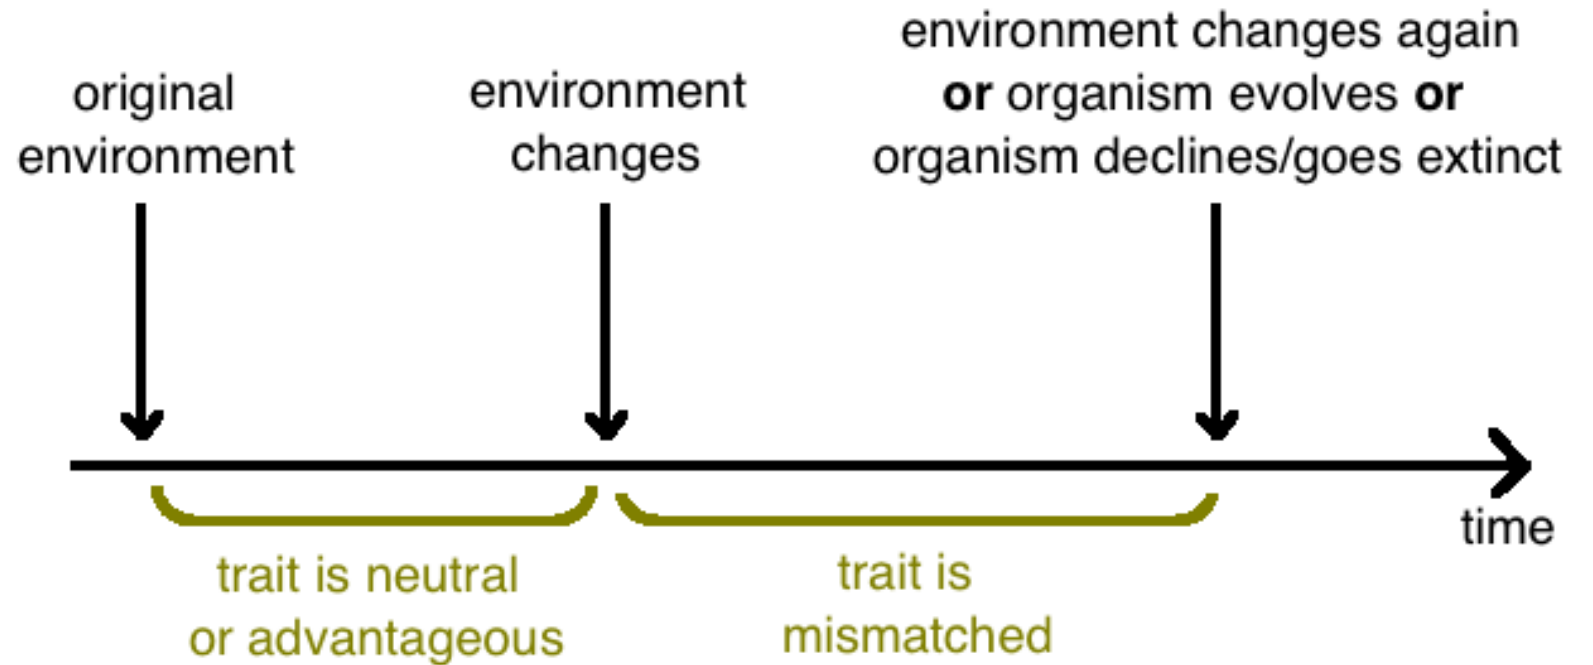 original
environment
environment
changes
environment changes again
or organism evolves or
organism declines/goes extinct
time
trait is neutral
or advantageous
trait is
mismatched